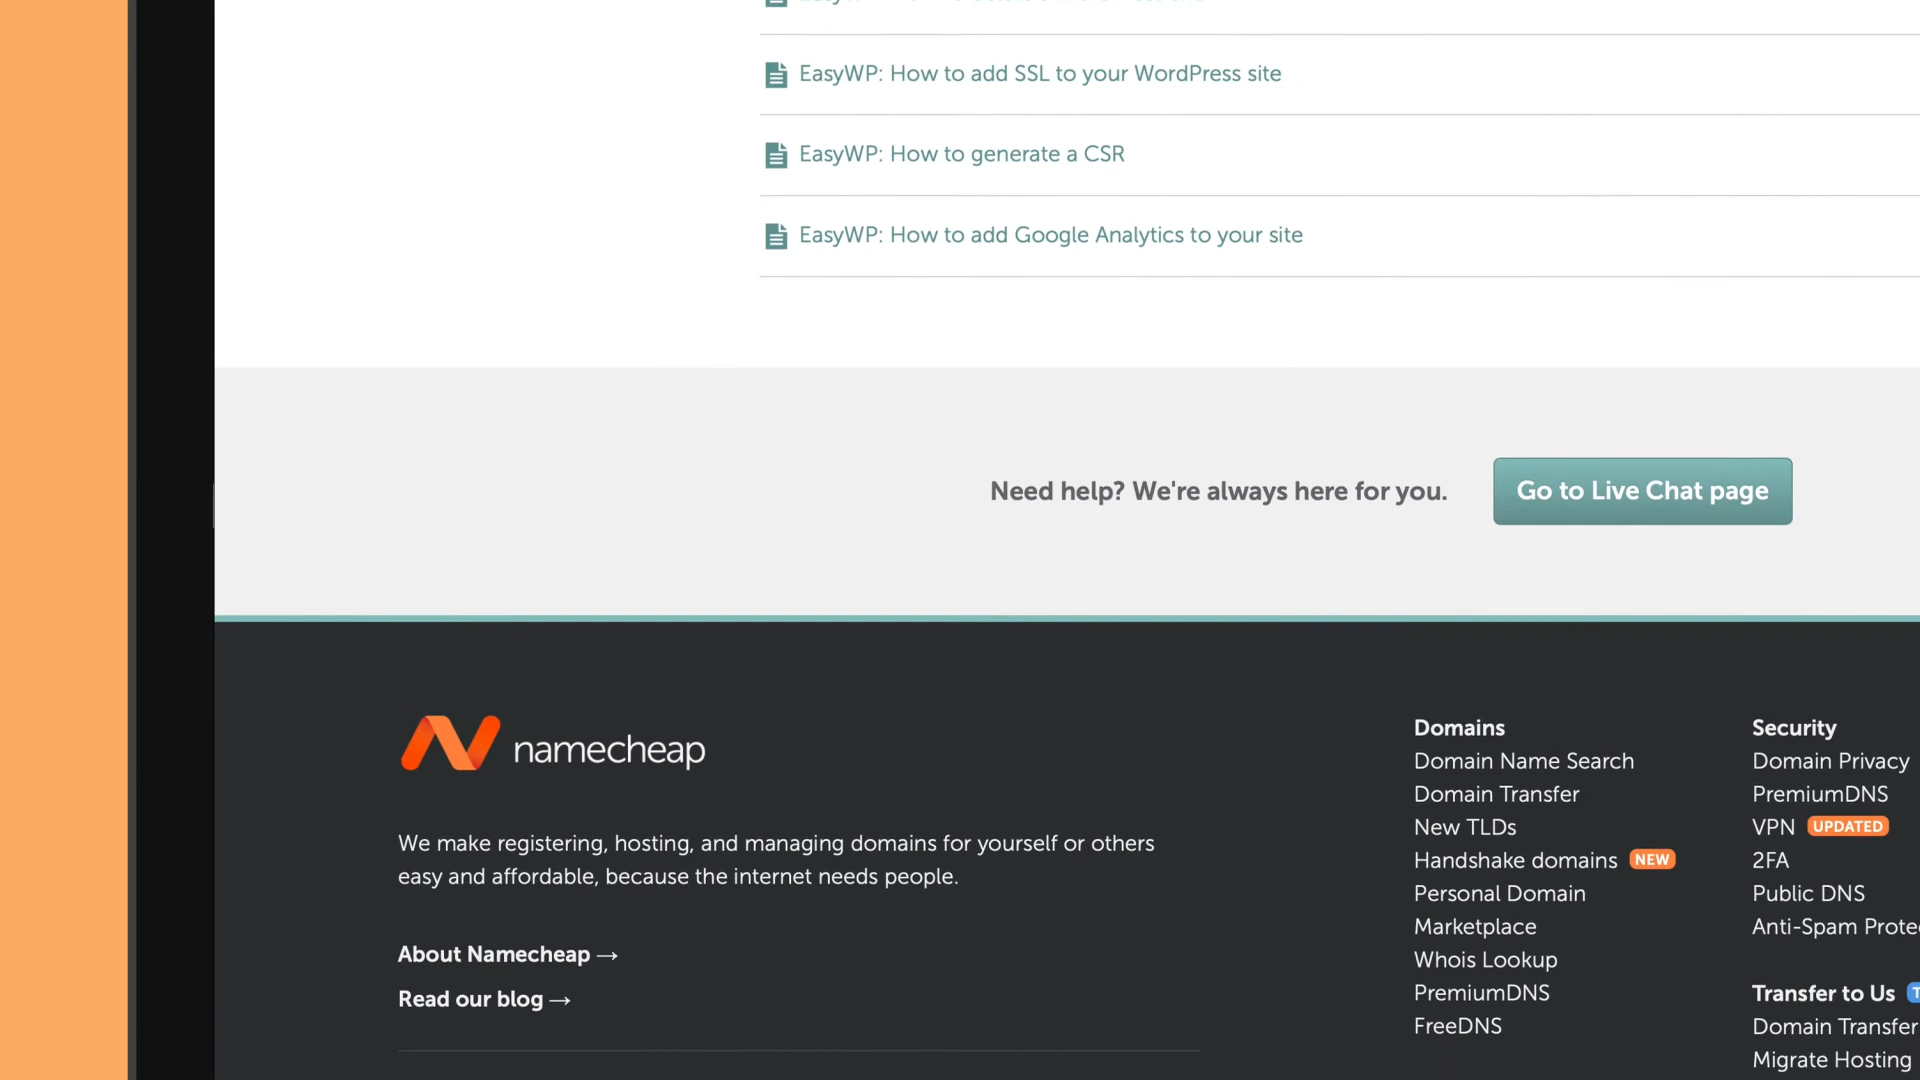 EasyWP: How to add SSL to your WordPress site
EasyWP: How to generate a CSR
EasyWP: How to add Google Analytics to your site
Need help? We're always here for you.
Go to Live Chat page
namecheap
We make registering, hosting, and managing domains for yourself or others
easy and affordable, because the internet needs people.
About Namecheap →
Read our blog →
Domains
Domain Name Search
Domain Transfer
New TLDs
Handshake domains NEW
Personal Domain
Marketplace
Whois Lookup
PremiumDNS
FreeDNS
Security
Domain Privacy
PremiumDNS
VPN UPDATED
2FA
Public DNS
Anti-Spam
Transfer to Us
Domain Transfer
Migrate Hosting